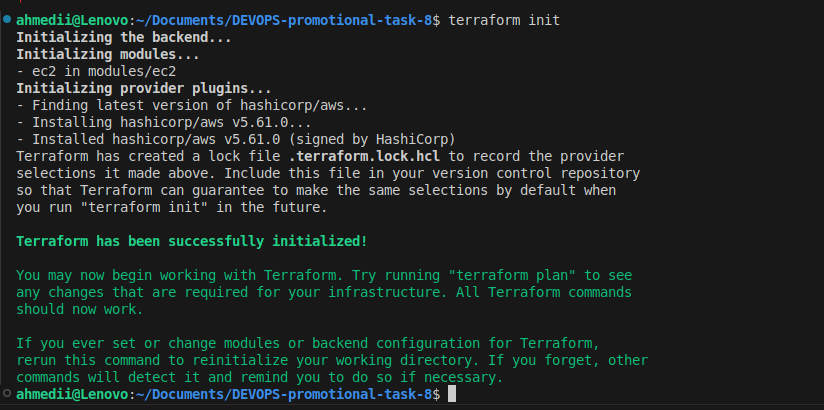 ahmedii@Lenovo:~/Documents/DEVOPS-promotional-task-8$ terraform init
Initializing the backend...
Initializing modules...
- ec2 in modules/ec2
Initializing provider plugins...
- Finding latest version of hashicorp/aws...
- Installing hashicorp/aws v5.61.0...
- Installed hashicorp/aws v5.61.0 (signed by HashiCorp)
Terraform has created a lock file .terraform.lock.hcl to record the provider
selections it made above. Include this file in your version control repository
so that Terraform can guarantee to make the same selections by default when
you run "terraform init" in the future.
Terraform has been successfully initialized!
You may now begin working with Terraform. Try running "terraform plan" to see
any changes that are required for your infrastructure. All Terraform commands
should now work.
If you ever set or change modules or backend configuration for Terraform,
rerun this command to reinitialize your working directory. If you forget, other
commands will detect it and remind you to do so if necessary.
ahmedii@Lenovo:~/Documents/DEVOPS-promotional-task-8$